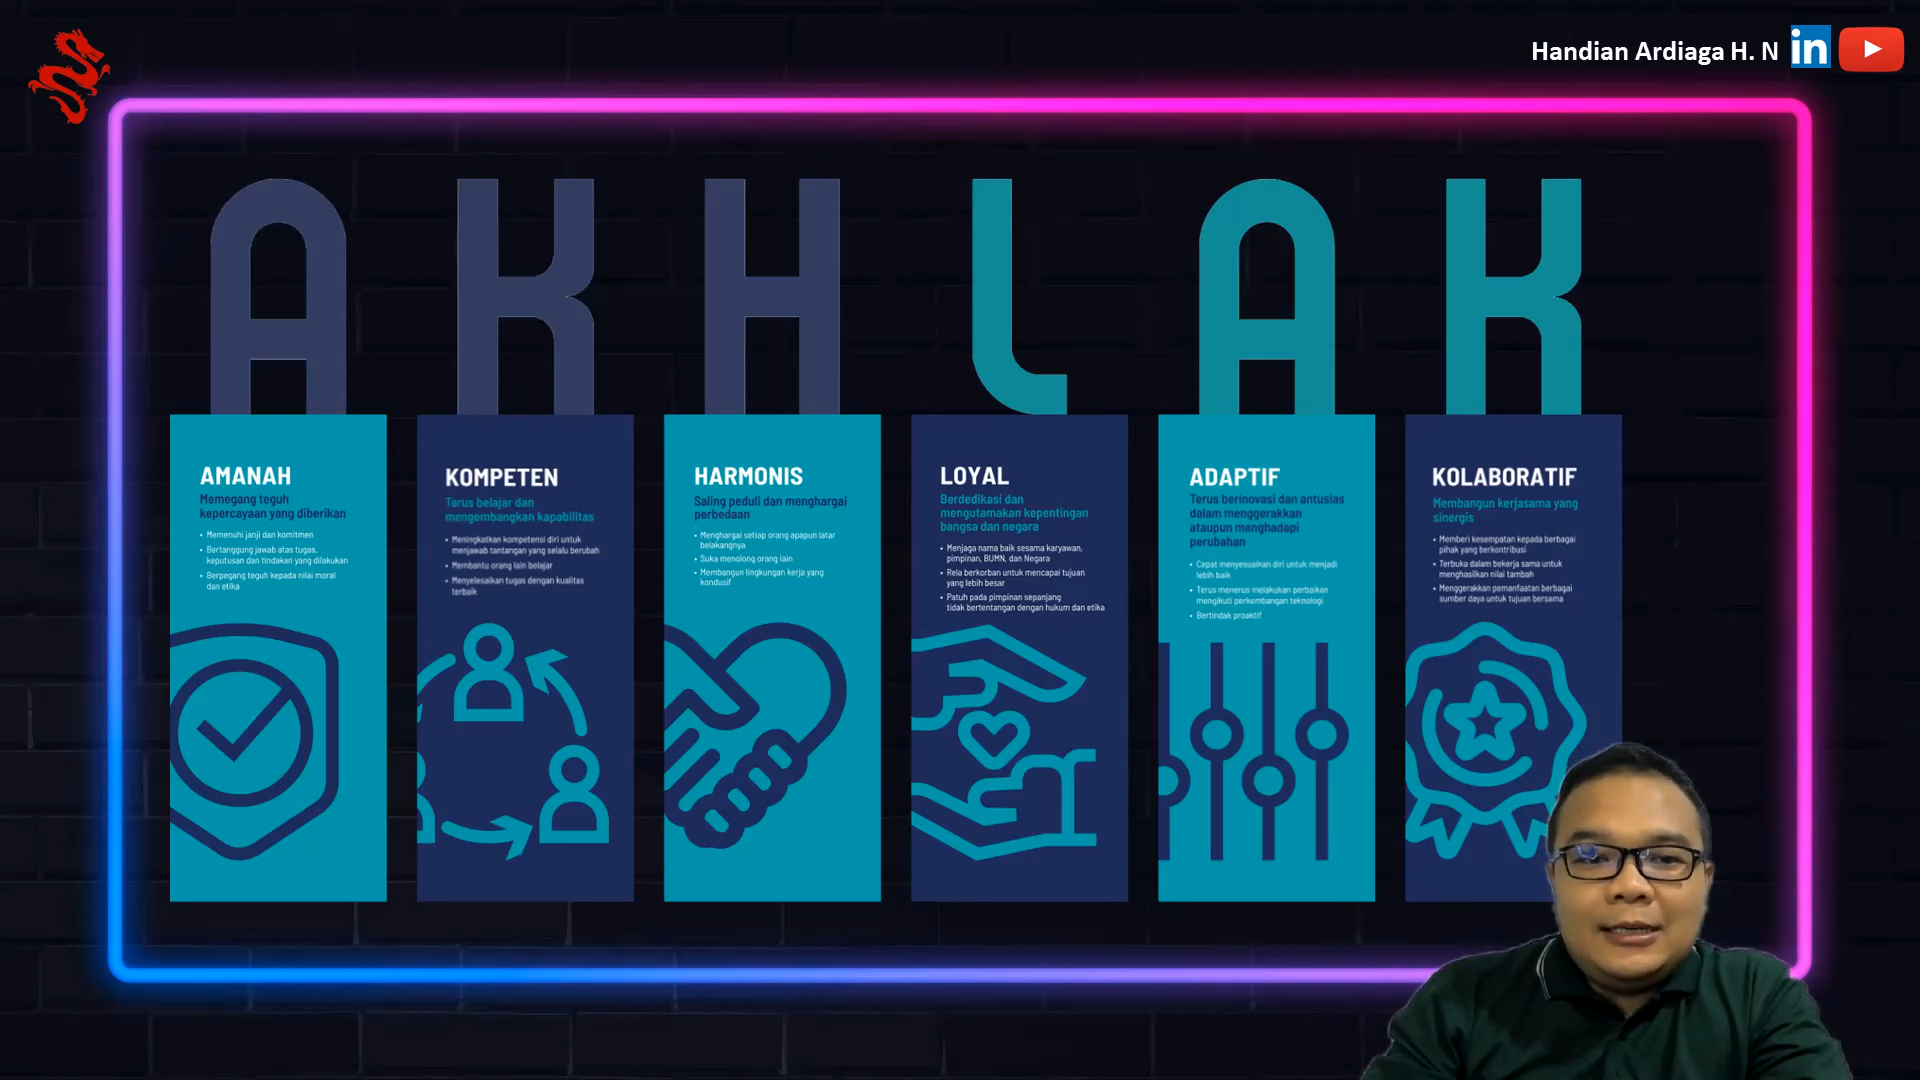 Handian Ardiaga H. N
in
AKHLAK
AMANAH
Memegang teguh
kepercayaan yang diberikan
• Memenuhi janji dan komitmen
• Bertanggung jawab atas tugas,
keputusan dan tindakan yang dilakukan
• Berpegang teguh kepada nilai moral
dan etika
KOMPETEN
Terus belajar dan
mengembangkan kapabilitas
• Meningkatkan kompetensi diri untuk
menjawab tantangan yang selalu berubah
• Membantu orang lain belajar
• Menyelesaikan tugas dengan kualitas
terbaik
HARMONIS
Saling peduli dan menghargai
perbedaan
• Menghargai setiap orang apapun latar
belakangnya
• Suka menolong orang lain
• Membangun lingkungan kerja yang
kondusif
LOYAL
Berdedikasi dan
mengutamakan kepentingan
bangsa dan negara
• Menjaga nama baik sesama karyawan,
pimpinan, BUMN, dan Negara
• Rela berkorban untuk mencapai tujuan
yang lebih besar
• Patuh pada pimpinan sepanjang
tidak bertentangan dengan hukum dan etika
ADAPTIF
Terus berinovasi dan antusias
dalam menggerakkan
ataupun menghadapi
perubahan
• Cepat menyesuaikan diri untuk menjadi
lebih baik
• Terus menerus melakukan perbaikan
mengikuti perkembangan teknologi
• Bertindak proaktif
KOLABORATIF
Membangun kerjasama yang
sinergis
• Memberi kesempatan kepada berbagai
pihak yang berkontribusi
• Terbuka dalam bekerja sama untuk
menghasilkan nilai tambah
• Menggerakkan pemanfaatan berbagai
sumber daya untuk tujuan bersama